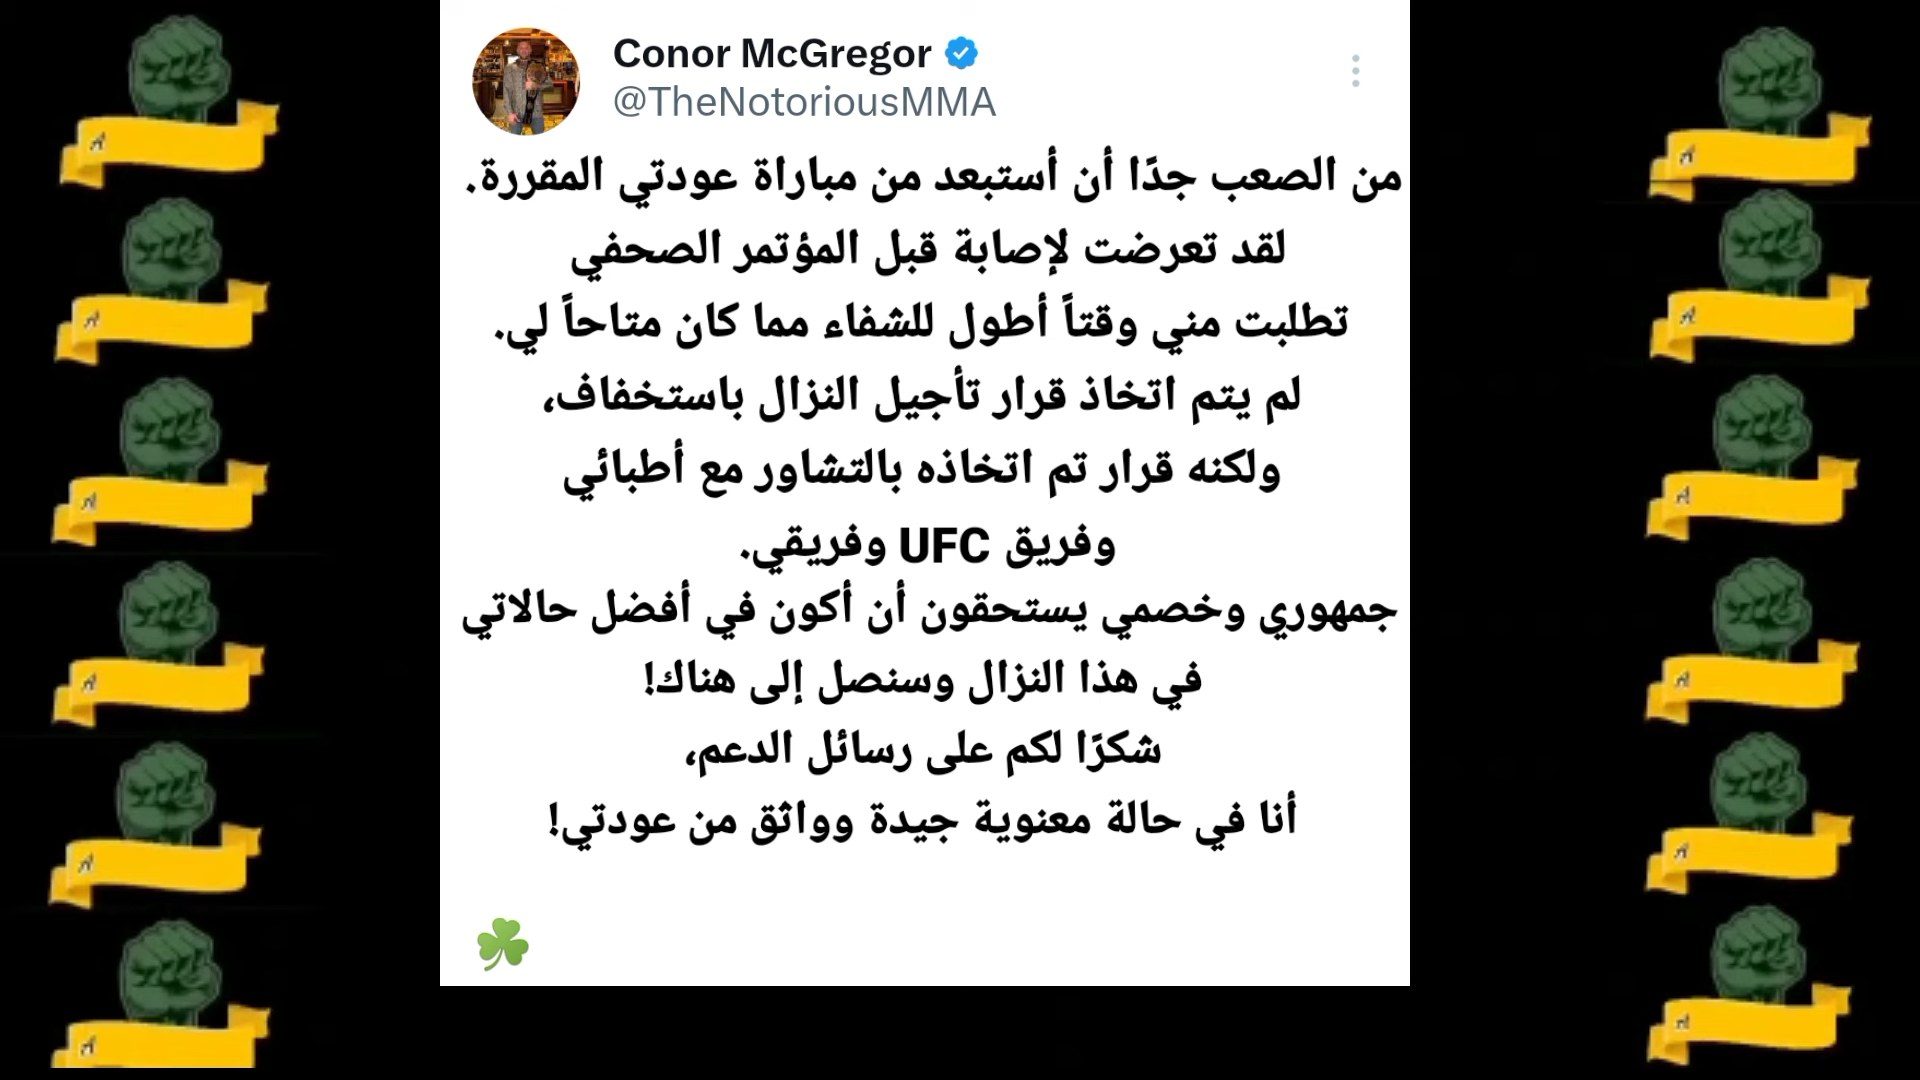 Conor McGregor
@TheNotoriousMMA
من الصعب جدًا أن أستبعد من مباراة عودتي المقررة.
لقد تعرضت لإصابة قبل المؤتمر الصحفي
تطلبت مني وقتاً أطول للشفاء مما كان متاحاً لي.
لم يتم اتخاذ قرار تأجيل النزال باستخفاف،
ولكنه قرار تم اتخاذه بالتشاور مع أطبائي
وفريق UFC وفريقي.
جمهوري وخصمي يستحقون أن أكون في أفضل حالاتي
في هذا النزال وسنصل إلى هناك!
شكرًا لكم على رسائل الدعم،
أنا في حالة معنوية جيدة وواثق من عودتي!